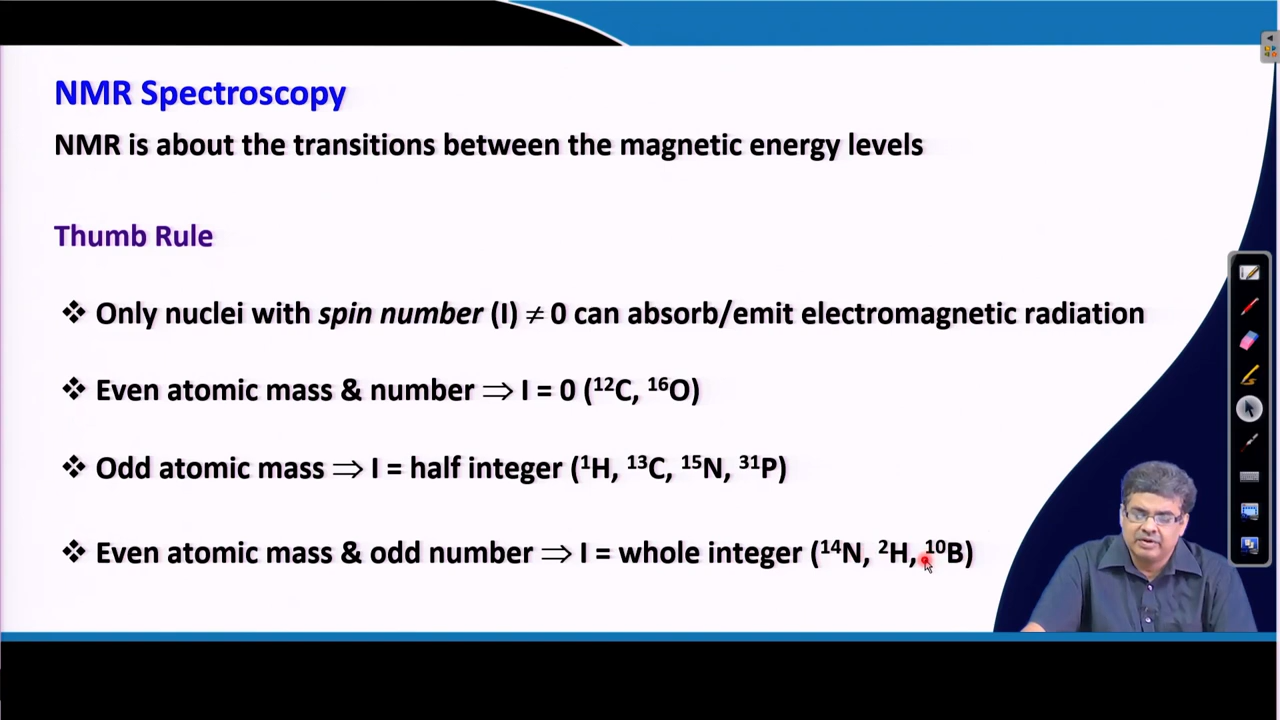 NMR Spectroscopy
NMR is about the transitions between the magnetic energy levels
Thumb Rule
❖ Only nuclei with spin number (I) ≠ 0 can absorb/emit electromagnetic radiation
❖ Even atomic mass & number ⇒ I = 0 (¹²C, ¹⁶O)
❖ Odd atomic mass ⇒ I = half integer (¹H, ¹³C, ¹⁵N, ³¹P)
❖ Even atomic mass & odd number ⇒ I = whole integer (¹⁴N, ²H, ¹⁰B)